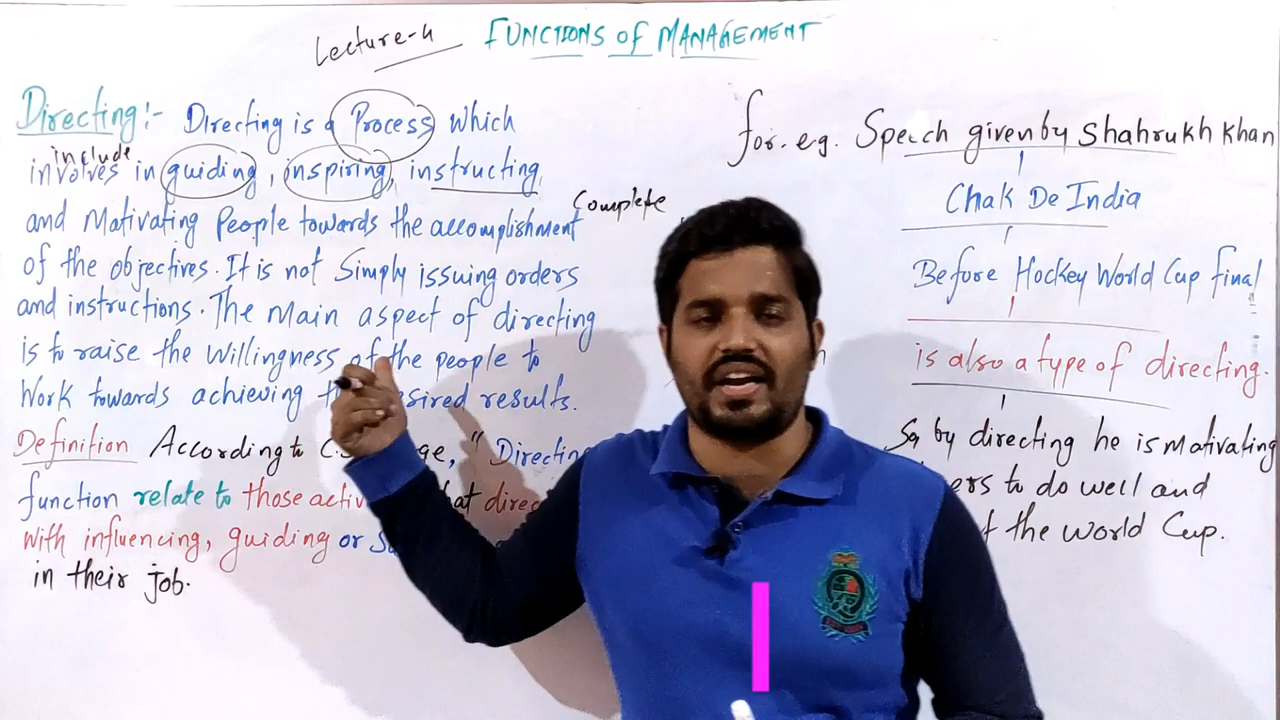 Lecture-4 FUNCTIONS of MANAGEMENT
Directing:- Directing is a Process which
include
involves in guiding, inspiring, instructing,
and Mativating People towards the accomplishment
Complete
of the objectives. It is not Simply issuing orders
and instructions. The Main aspect of directing
is to raise the willingness of the people to
Work towards achieving results.
Definition According to "
function relate to those
with influencing, guiding or
in their job.
for. e.g. Speech given by Shahrukh Khan
Chak De India
Before Hockey World Cup final
is also a type of directing.
So by directing he is Mativating
to do well and
the World Cup.